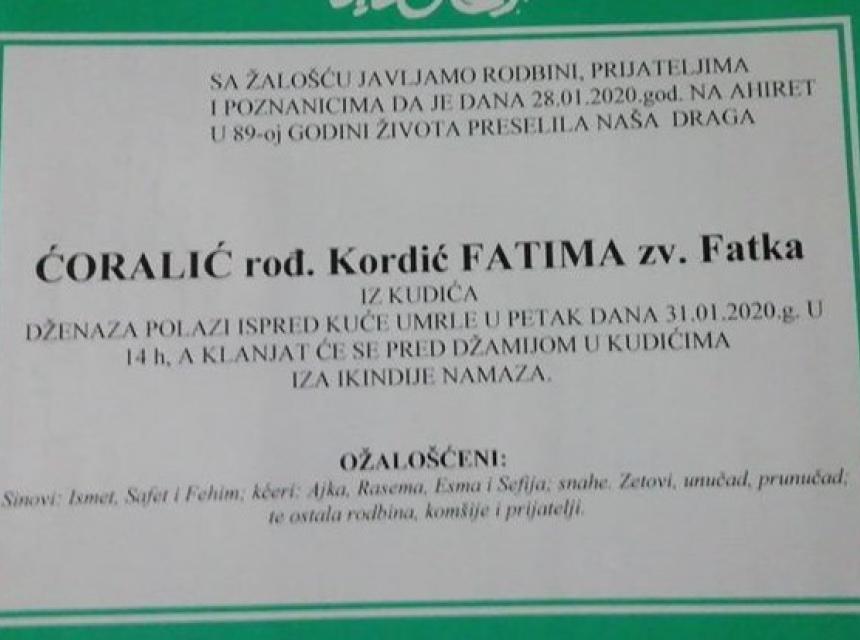 SA ŽALOŠĆU JAVLJAMO RODBINI, PRIJATELJIMA
I POZNANICIMA DA JE DANA 28.01.2020.god. NA AHIRET
U 89-oj GODINI ŽIVOTA PRESELILA NAŠA DRAGA
ĆORALIĆ rođ. Kordić FATIMA zv. Fatka
IZ KUDIĆA
DŽENAZA POLAZI ISPRED KUĆE UMRLE U PETAK DANA 31.01.2020.g. U
14 h, A KLANJAT ĆE SE PRED DŽAMIJOM U KUDIĆIMA
IZA IKINDIJE NAMAZA.
OŽALOŠĆENI:
Sinovi: Ismet, Safet i Fehim; kćeri: Ajka, Rasema, Esma i Sefija; snahe. Zetovi, unučad, prunučad;
te ostala rodbina, komšije i prijatelji.